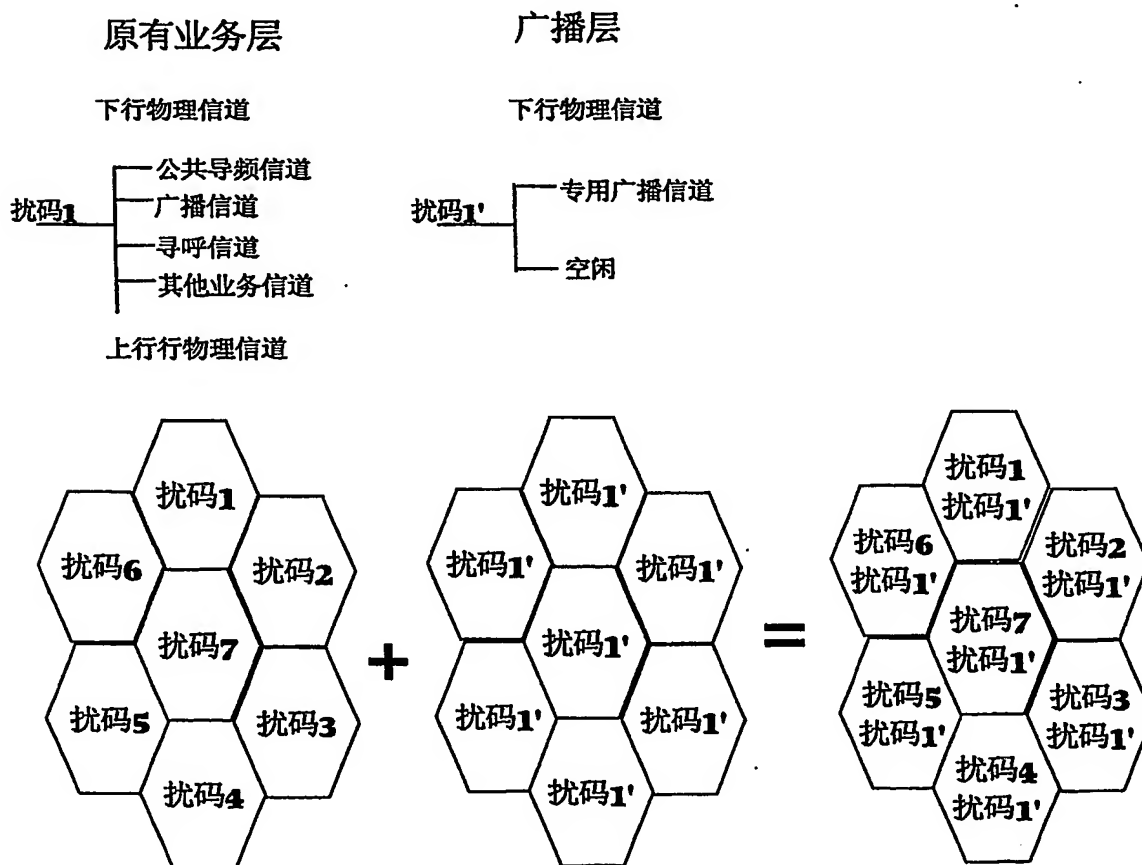 原有业务层
广播层
下行物理信道
下行物理信道
扰码1
公共导频信道
广播信道
寻呼信道
其他业务信道
上行行物理信道
扰码1'
专用广播信道
空闲
扰码1
扰码6
扰码2
扰码7
扰码5
扰码3
扰码4
+
扰码1'
扰码1'
扰码1'
扰码1'
扰码1'
扰码1'
扰码1'
=
扰码1
扰码1'
扰码6
扰码1'
扰码2
扰码1'
扰码7
扰码1'
扰码5
扰码1'
扰码3
扰码1'
扰码4
扰码1'